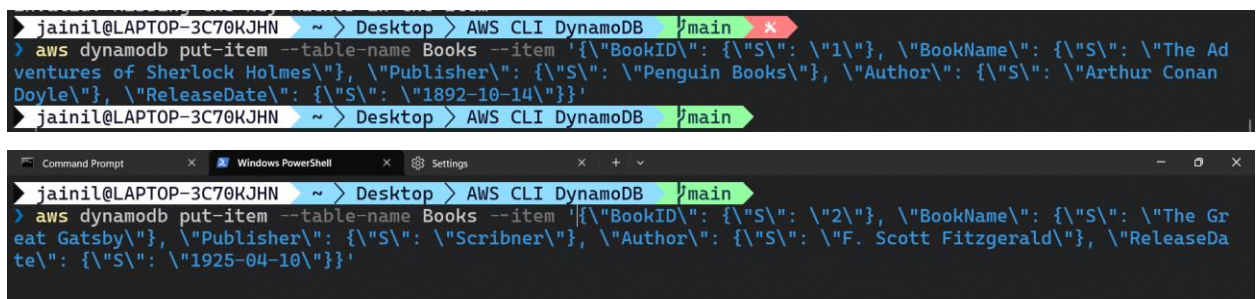 jainil@LAPTOP-3C70KJHN ~ > Desktop > AWS CLI DynamoDB main
> aws dynamodb put-item --table-name Books --item '{\"BookID\": {\"S\": \"1\"}, \"BookName\": {\"S\": \"The Ad
ventures of Sherlock Holmes\"}, \"Publisher\": {\"S\": \"Penguin Books\"}, \"Author\": {\"S\": \"Arthur Conan
Doyle\"}, \"ReleaseDate\": {\"S\": \"1892-10-14\"}}'
jainil@LAPTOP-3C70KJHN ~ > Desktop > AWS CLI DynamoDB main
Command Prompt Windows PowerShell Settings
jainil@LAPTOP-3C70KJHN ~ > Desktop > AWS CLI DynamoDB main
> aws dynamodb put-item --table-name Books --item '{\"BookID\": {\"S\": \"2\"}, \"BookName\": {\"S\": \"The Gr
eat Gatsby\"}, \"Publisher\": {\"S\": \"Scribner\"}, \"Author\": {\"S\": \"F. Scott Fitzgerald\"}, \"ReleaseDa
te\": {\"S\": \"1925-04-10\"}}'